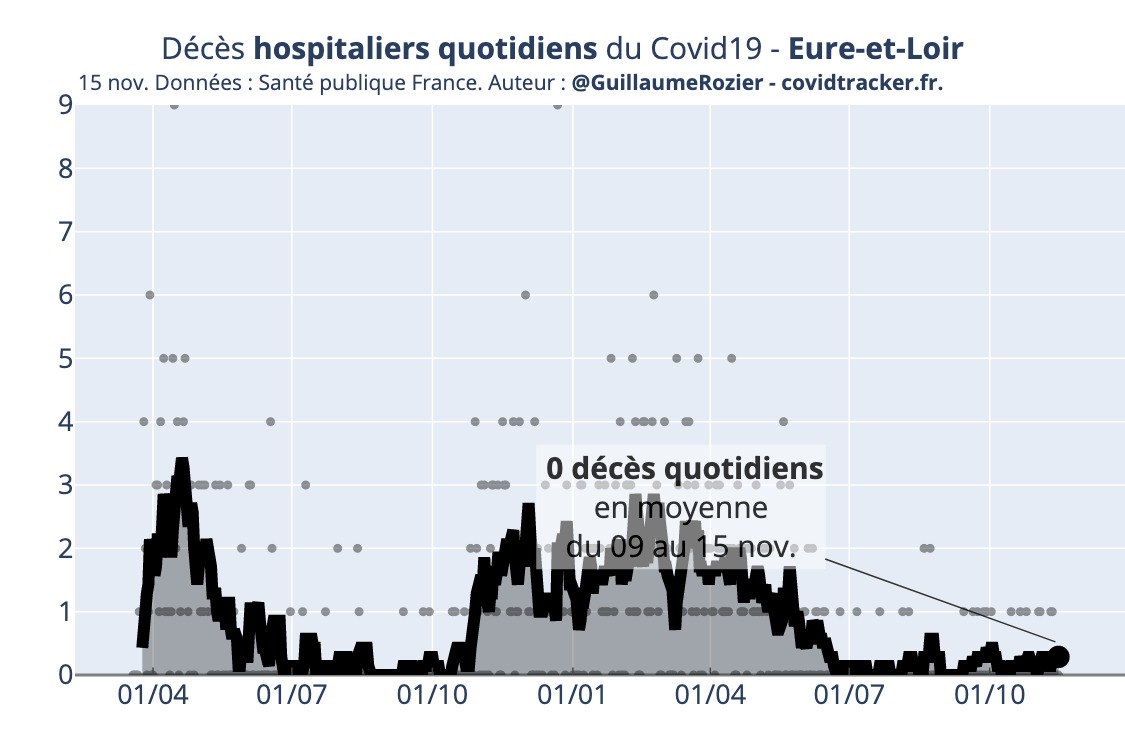 Décès hospitaliers quotidiens du Covid19 - Eure-et-Loir
15 nov. Données : Santé publique France. Auteur : @GuillaumeRozier - covidtracker.fr.
9
8
7
6
5
4
3
2
1
0
0 décès quotidiens
en moyenne
du 09 au 15 nov.
01/04 01/07 01/10 01/01 01/04 01/07 01/10